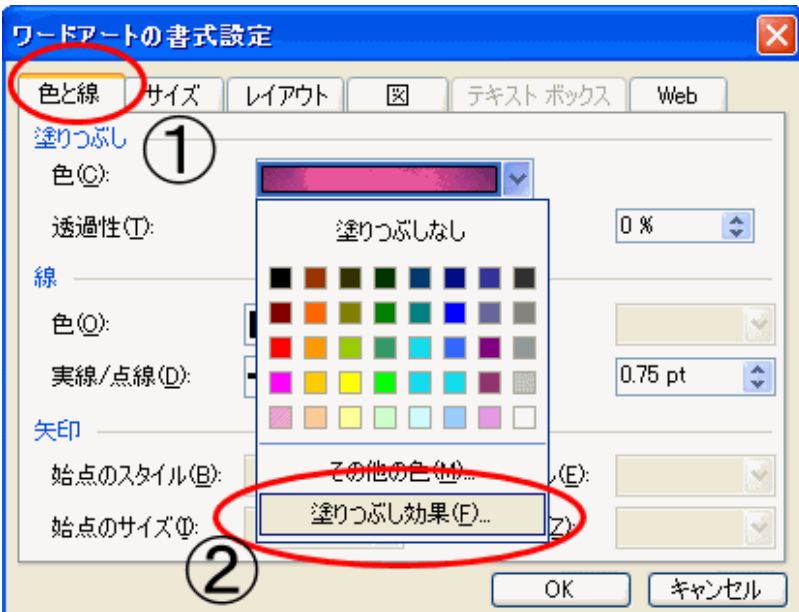 ワードアートの書式設定
色と線 サイズ レイアウト 図 テキスト ボックス Web
塗りつぶし
①
色(C):
透過性(T): 0 %
塗りつぶしなし
線
色(O):
実線/点線(D): 0.75 pt
矢印
始点のスタイル(B): その他の色(M)... ル(E):
始点のサイズ(I): 塗りつぶし効果(F)... (Z):
②
OK キャンセル